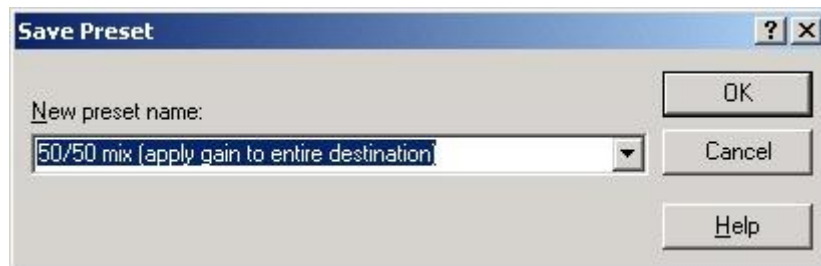 Save Preset
New preset name:
50/50 mix (apply gain to entire destination)
OK
Cancel
Help